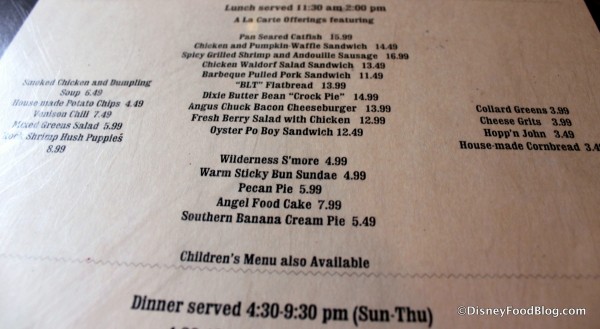 Lunch served 11:30 am 2:00 pm
A La Carte Offerings featuring
Pan Seared Catfish 15.99
Chicken and Pumpkin Waffle Sandwich 14.49
Spicy Grilled Shrimp and Andouille Sausage 16.99
Chicken Waldorf Salad Sandwich 13.49
Barbeque Pulled Pork Sandwich 11.49
"BLT" Flatbread 13.99
Dixie Butter Bean "Crock Pie" 14.99
Angus Chuck Bacon Cheeseburger 13.99
Fresh Berry Salad with Chicken 12.99
Oyster Po Boy Sandwich 12.49
Smoked Chicken and Dumpling
Soup 6.49
House made Potato Chips 4.49
Venison Chili 7.49
Mixed Greens Salad 5.99
Shrimp Hush Puppies
8.99
Collard Greens 3.99
Cheese Grits 3.99
Hopp'n John 3.49
House-made Cornbread 3.49
Wilderness S'more 4.99
Warm Sticky Bun Sundae 4.99
Pecan Pie 5.99
Angel Food Cake 7.99
Southern Banana Cream Pie 5.49
Children's Menu also Available
Dinner served 4:30-9:30 pm (Sun-Thu)
©DisneyFoodBlog.com